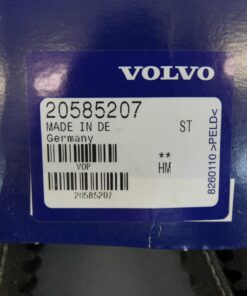 VOLVO
20585207
MADE IN DE ST
Germany
**
VOP HM
20585207
8260110 >PELD<